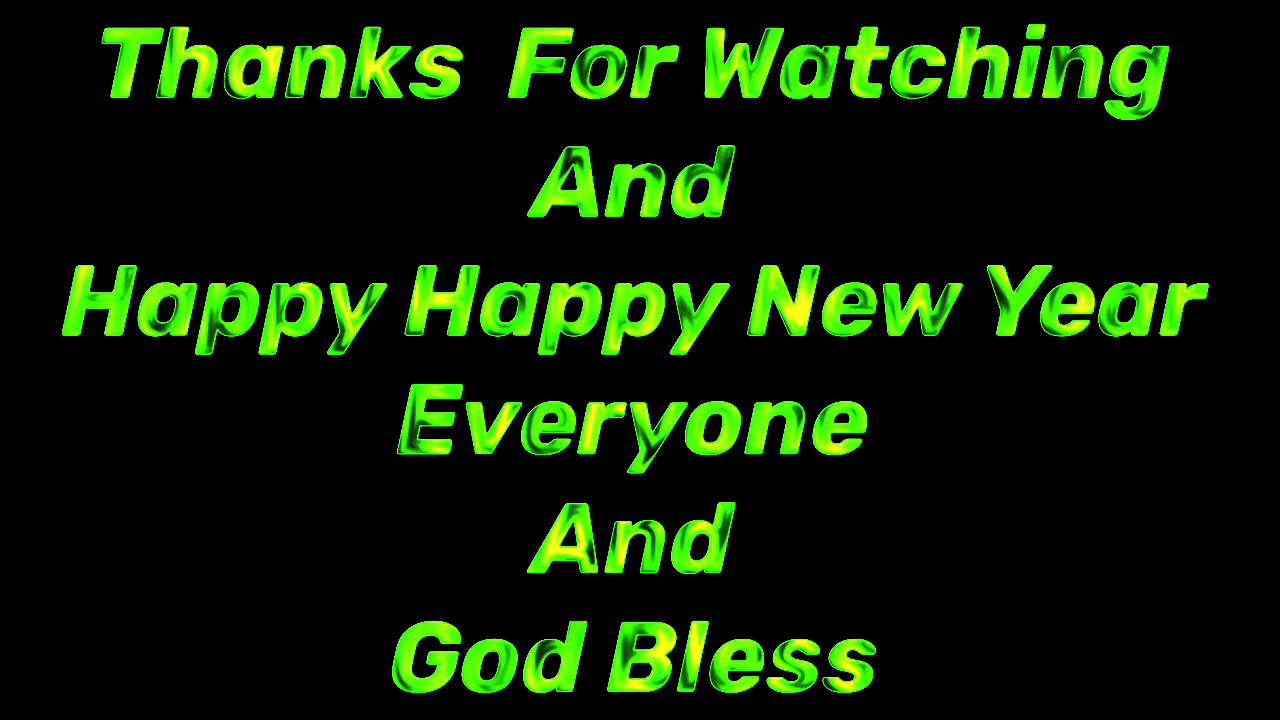 Thanks For Watching
And
Happy Happy New Year
Everyone
And
God Bless